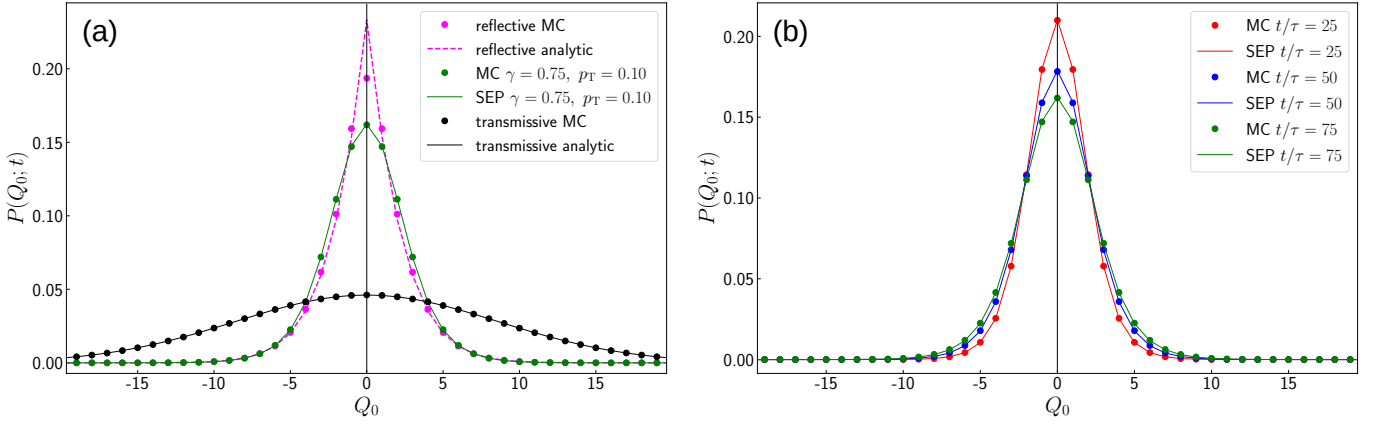 (a)
reflective MC
reflective analytic
MC γ = 0.75, p_T = 0.10
SEP γ = 0.75, p_T = 0.10
transmissive MC
transmissive analytic
P(Q_0; t)
0.20
0.15
0.10
0.05
0.00
-15 -10 -5 0 5 10 15
Q_0
(b)
MC t/τ = 25
SEP t/τ = 25
MC t/τ = 50
SEP t/τ = 50
MC t/τ = 75
SEP t/τ = 75
P(Q_0; t)
0.20
0.15
0.10
0.05
0.00
-15 -10 -5 0 5 10 15
Q_0